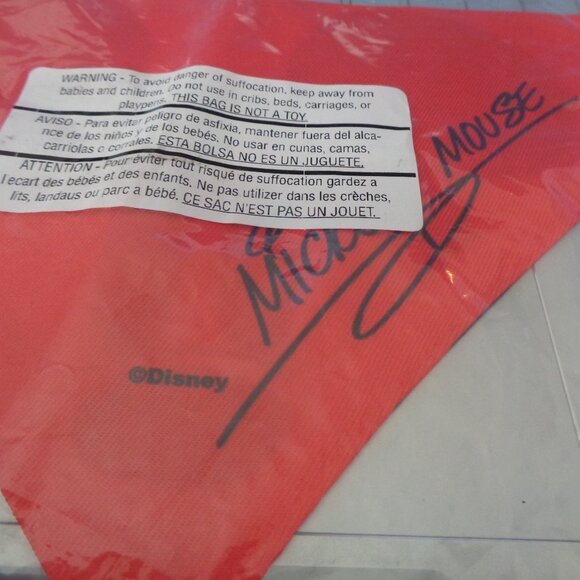 WARNING - To avoid danger of suffocation, keep away from
babies and children. Do not use in cribs, beds, carriages, or
playpens. THIS BAG IS NOT A TOY.
AVISO - Para evitar peligro de asfixia, mantener fuera del alca-
nce de los niños y de los bebés. No usar en cunas, camas,
carriolas o corrales. ESTA BOLSA NO ES UN JUGUETE.
ATTENTION - Pour éviter tout risqué de suffocation gardez a
l ecart des bébés et des enfants. Ne pas utilizer dans les crèches,
lits, landaus ou parc a bébé. CE SAC N'EST PAS UN JOUET.
MOUSE
©Disney